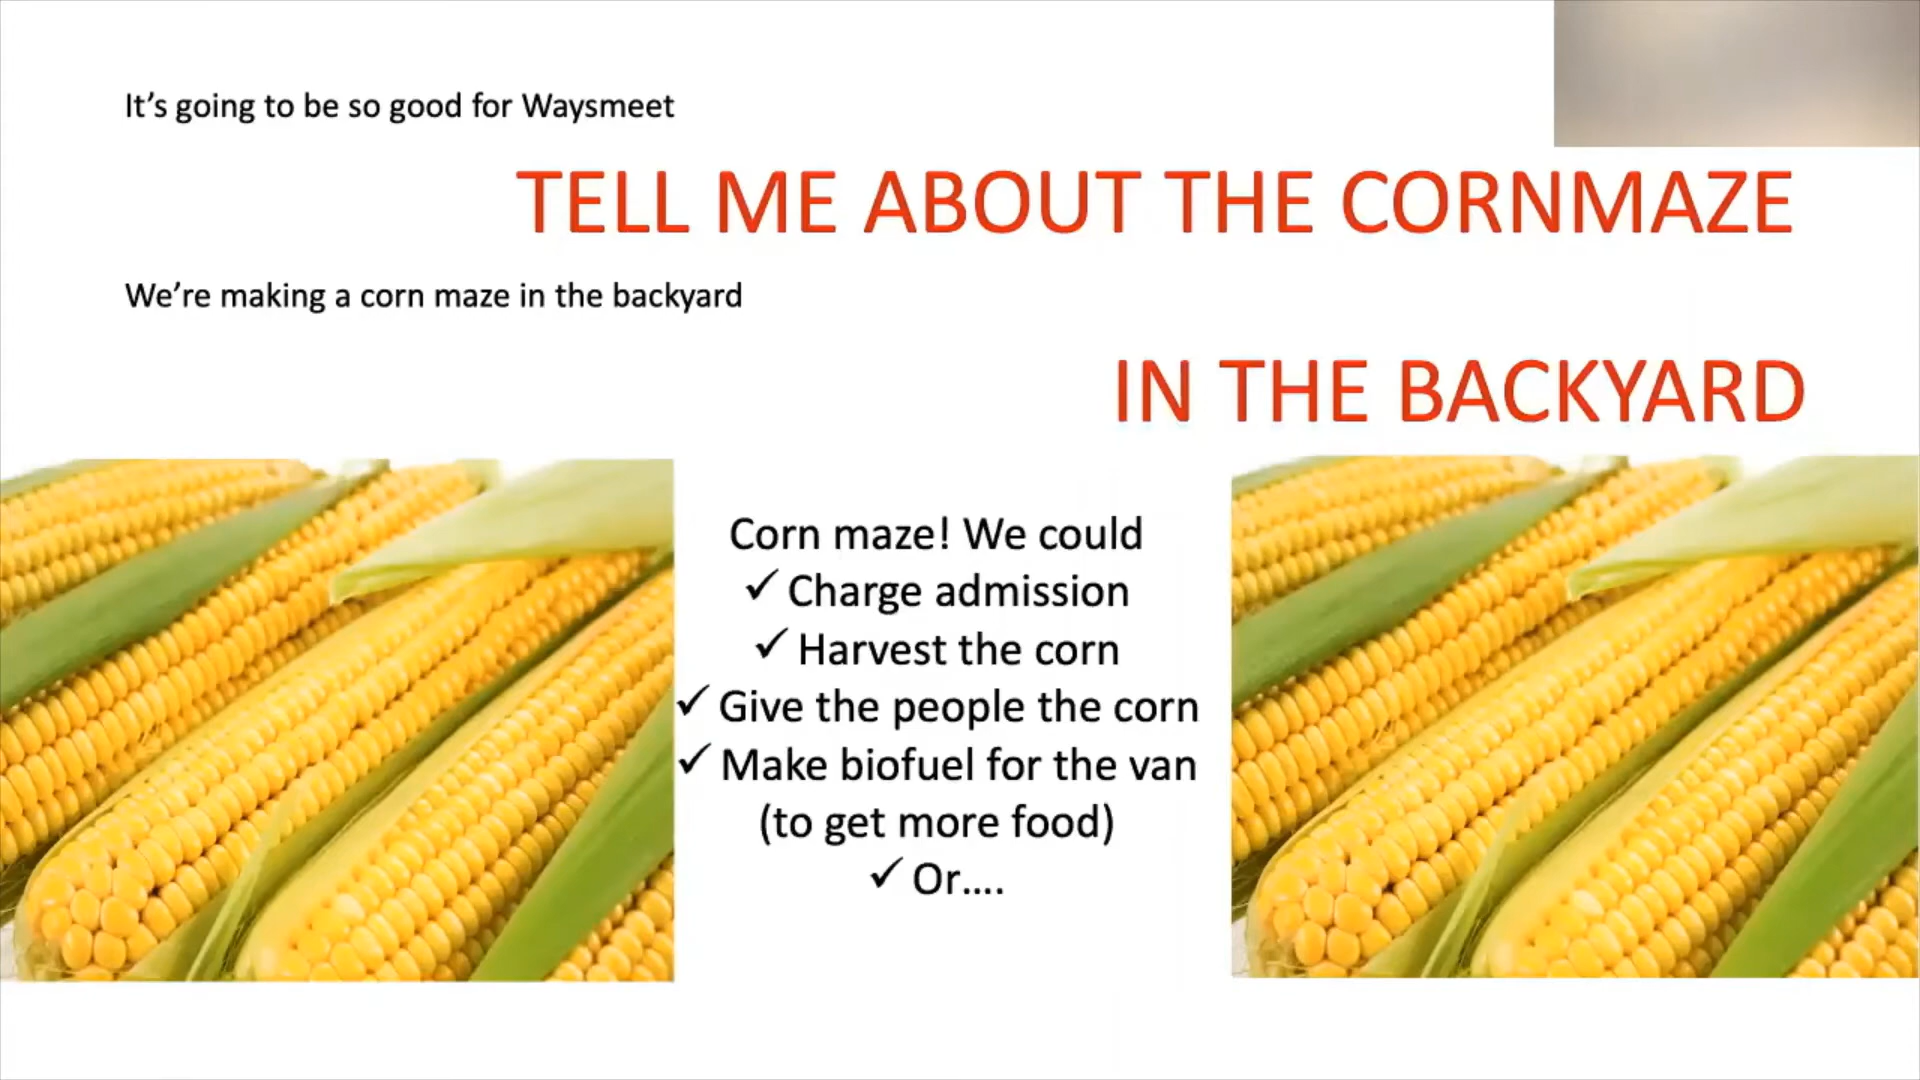 It’s going to be so good for Waysmeet
TELL ME ABOUT THE CORNMAZE
We’re making a corn maze in the backyard
IN THE BACKYARD
Corn maze! We could
✓ Charge admission
✓ Harvest the corn
✓ Give the people the corn
✓ Make biofuel for the van
(to get more food)
✓ Or....